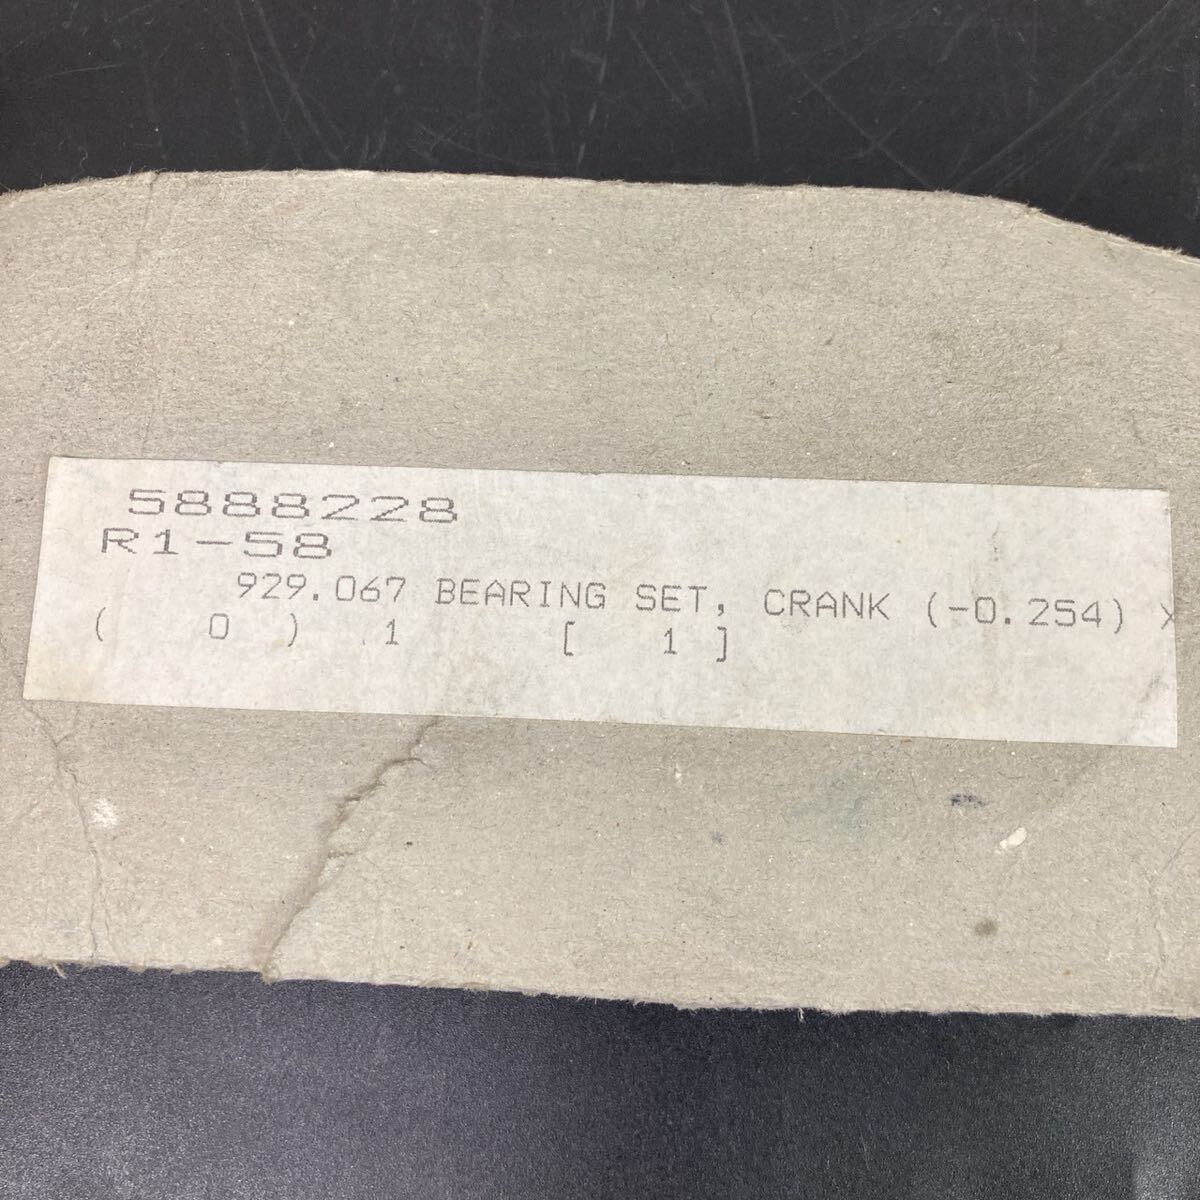 5888228
R1-58
929.067 BEARING SET, CRANK (-0.254) X
( 0 ) 1 [ 1 ]